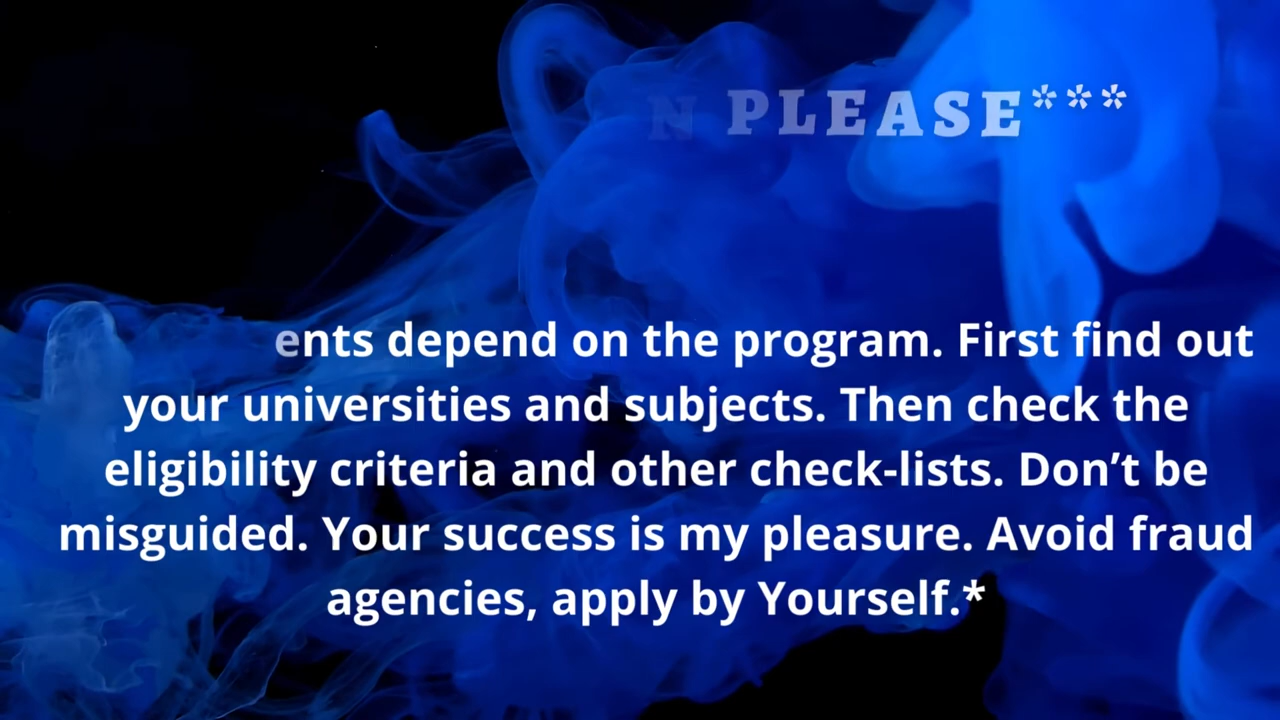 N PLEASE***
ents depend on the program. First find out
your universities and subjects. Then check the
eligibility criteria and other check-lists. Don’t be
misguided. Your success is my pleasure. Avoid fraud
agencies, apply by Yourself.*